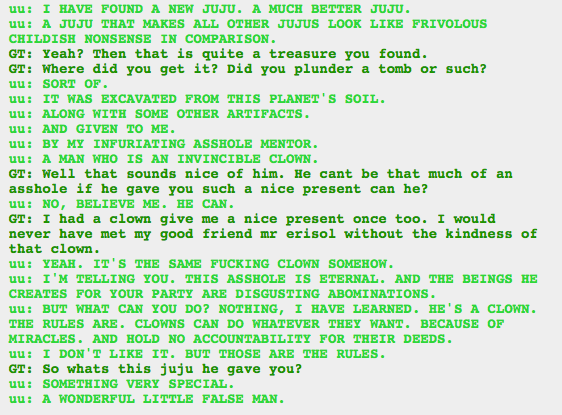 uu: I HAVE FOUND A NEW JUJU. A MUCH BETTER JUJU.
uu: A JUJU THAT MAKES ALL OTHER JUJUS LOOK LIKE FRIVOLOUS
CHILDISH NONSENSE IN COMPARISON.
GT: Yeah? Then that is quite a treasure you found.
GT: Where did you get it? Did you plunder a tomb or such?
uu: SORT OF.
uu: IT WAS EXCAVATED FROM THIS PLANET'S SOIL.
uu: ALONG WITH SOME OTHER ARTIFACTS.
uu: AND GIVEN TO ME.
uu: BY MY INFURIATING ASSHOLE MENTOR.
uu: A MAN WHO IS AN INVINCIBLE CLOWN.
GT: Well that sounds nice of him. He cant be that much of an
asshole if he gave you such a nice present can he?
uu: NO, BELIEVE ME. HE CAN.
GT: I had a clown give me a nice present once too. I would
never have met my good friend mr erisol without the kindness of
that clown.
uu: YEAH. IT'S THE SAME FUCKING CLOWN SOMEHOW.
uu: I'M TELLING YOU. THIS ASSHOLE IS ETERNAL. AND THE BEINGS HE
CREATES FOR YOUR PARTY ARE DISGUSTING ABOMINATIONS.
uu: BUT WHAT CAN YOU DO? NOTHING, I HAVE LEARNED. HE'S A CLOWN.
THE RULES ARE. CLOWNS CAN DO WHATEVER THEY WANT. BECAUSE OF
MIRACLES. AND HOLD NO ACCOUNTABILITY FOR THEIR DEEDS.
uu: I DON'T LIKE IT. BUT THOSE ARE THE RULES.
GT: So whats this juju he gave you?
uu: SOMETHING VERY SPECIAL.
uu: A WONDERFUL LITTLE FALSE MAN.